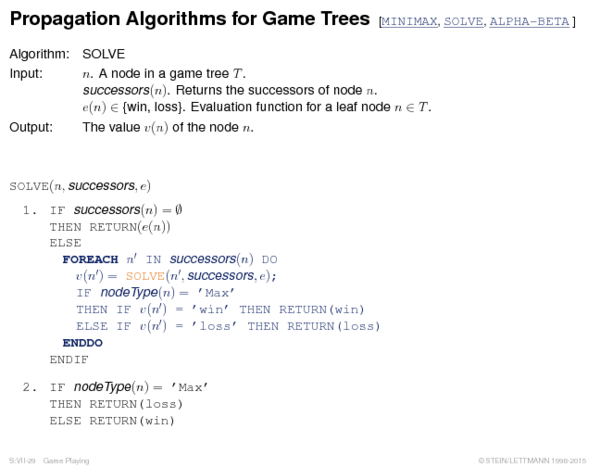 Propagation Algorithms for Game Trees [MINIMAX, SOLVE, ALPHA-BETA]
Algorithm: SOLVE
Input: n. A node in a game tree T.
successors(n). Returns the successors of node n.
e(n) ∈ {win, loss}. Evaluation function for a leaf node n ∈ T.
Output: The value v(n) of the node n.
SOLVE(n, successors, e)
1. IF successors(n) = ∅
THEN RETURN(e(n))
ELSE
FOREACH n′ IN successors(n) DO
v(n′) = SOLVE(n′, successors, e);
IF nodeType(n) = ′Max′
THEN IF v(n′) = ′win′ THEN RETURN(win)
ELSE IF v(n′) = ′loss′ THEN RETURN(loss)
ENDDO
ENDIF
2. IF nodeType(n) = ′Max′
THEN RETURN(loss)
ELSE RETURN(win)
S:VII-29 Game Playing ©STEIN/LETTMANN 1998-2015